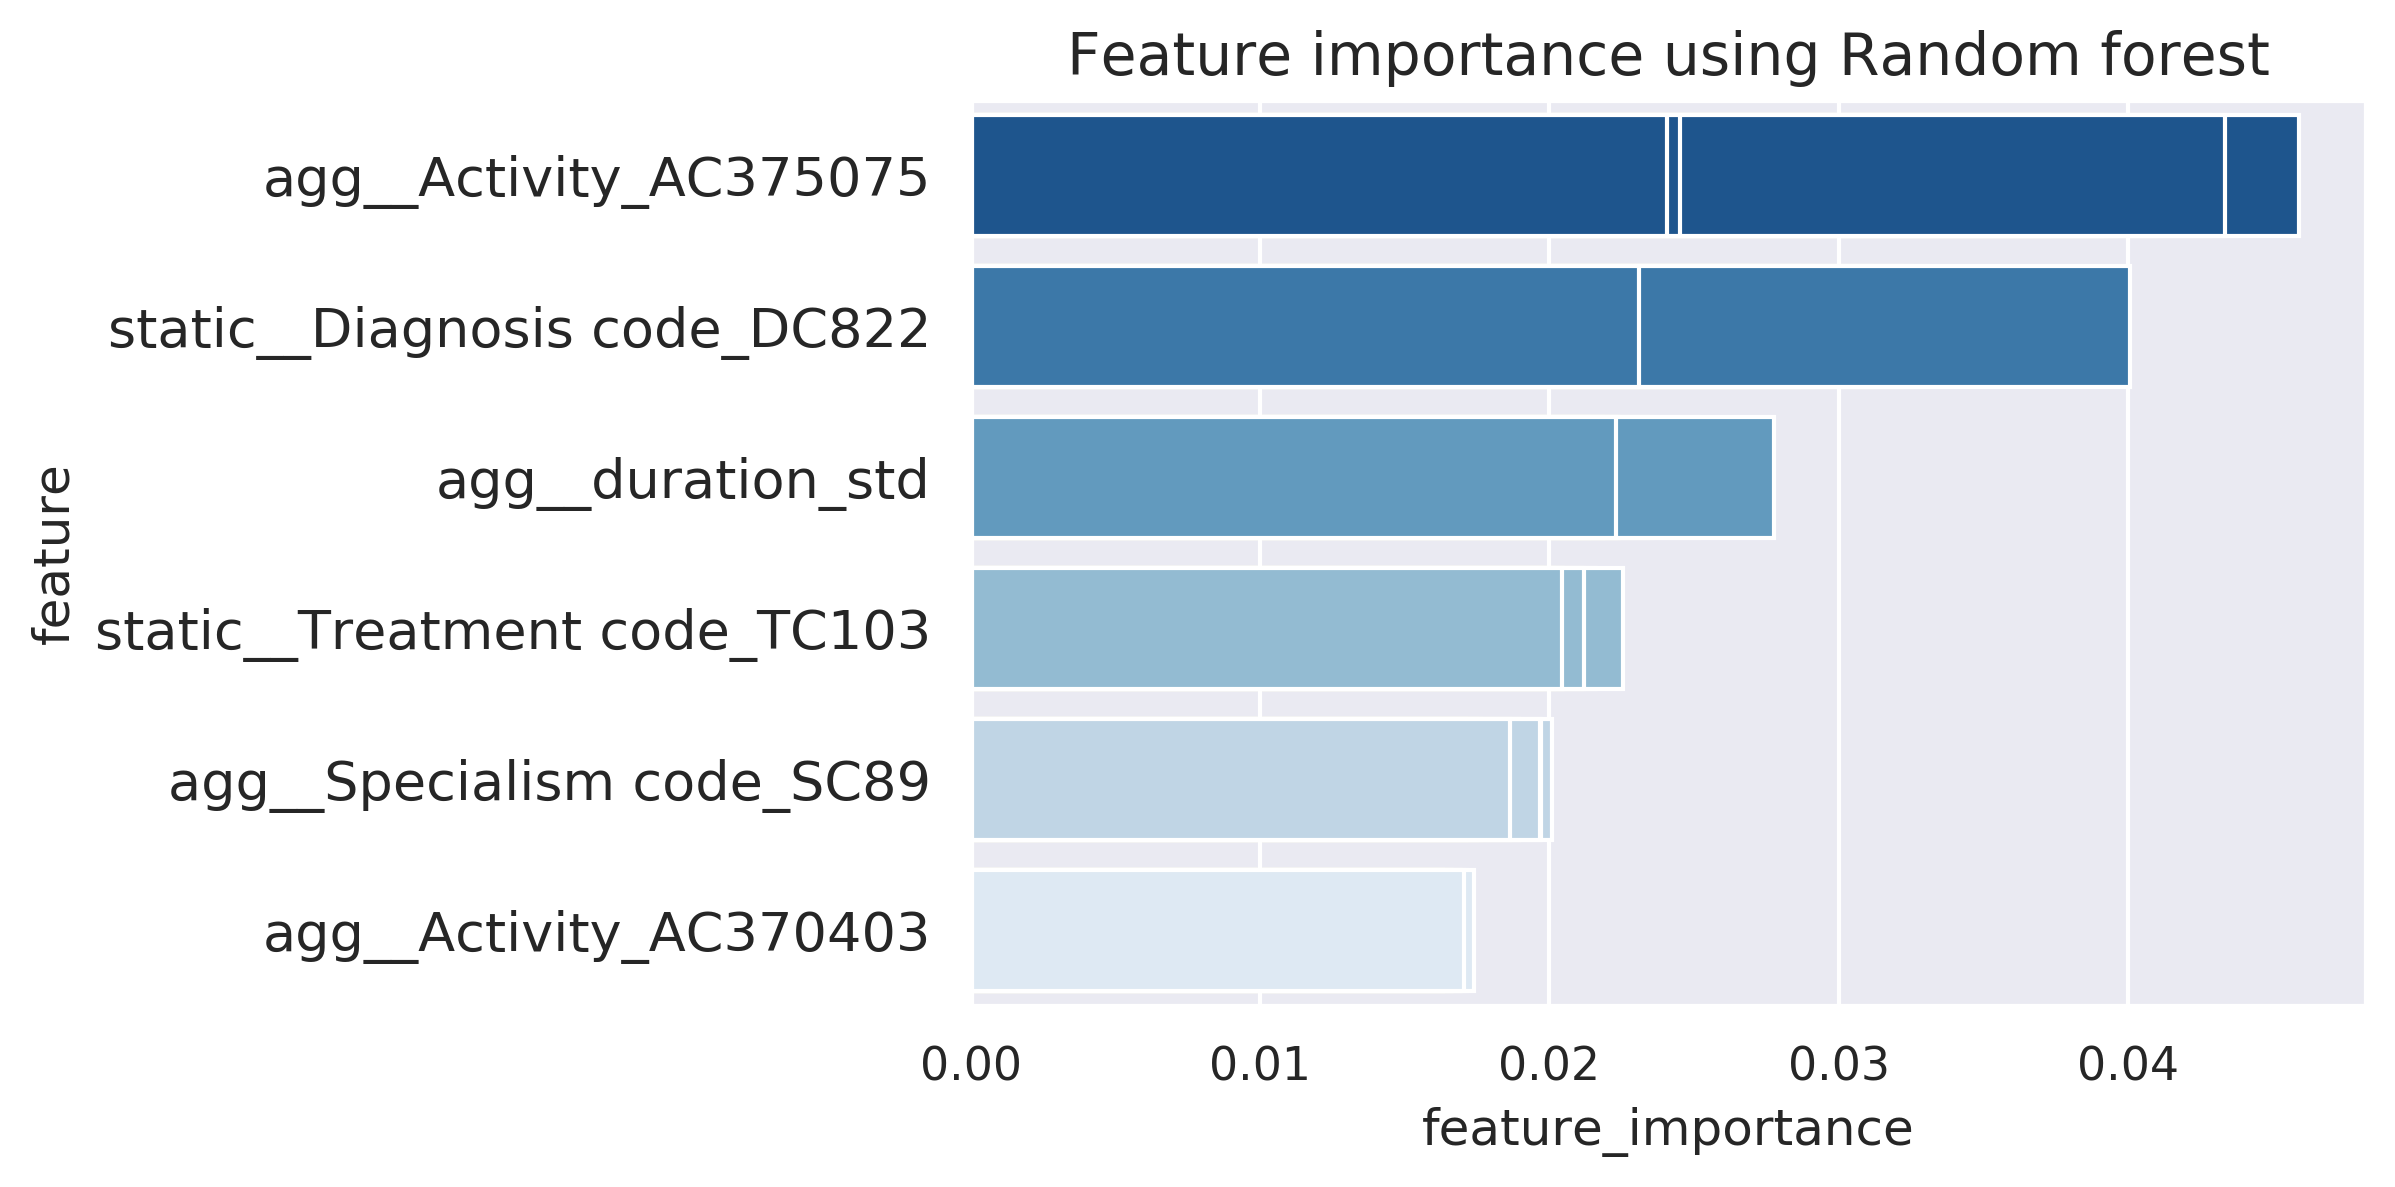 Feature importance using Random forest
feature
agg__Activity_AC375075
static__Diagnosis code_DC822
agg__duration_std
static__Treatment code_TC103
agg__Specialism code_SC89
agg__Activity_AC370403
0.00 0.01 0.02 0.03 0.04
feature_importance